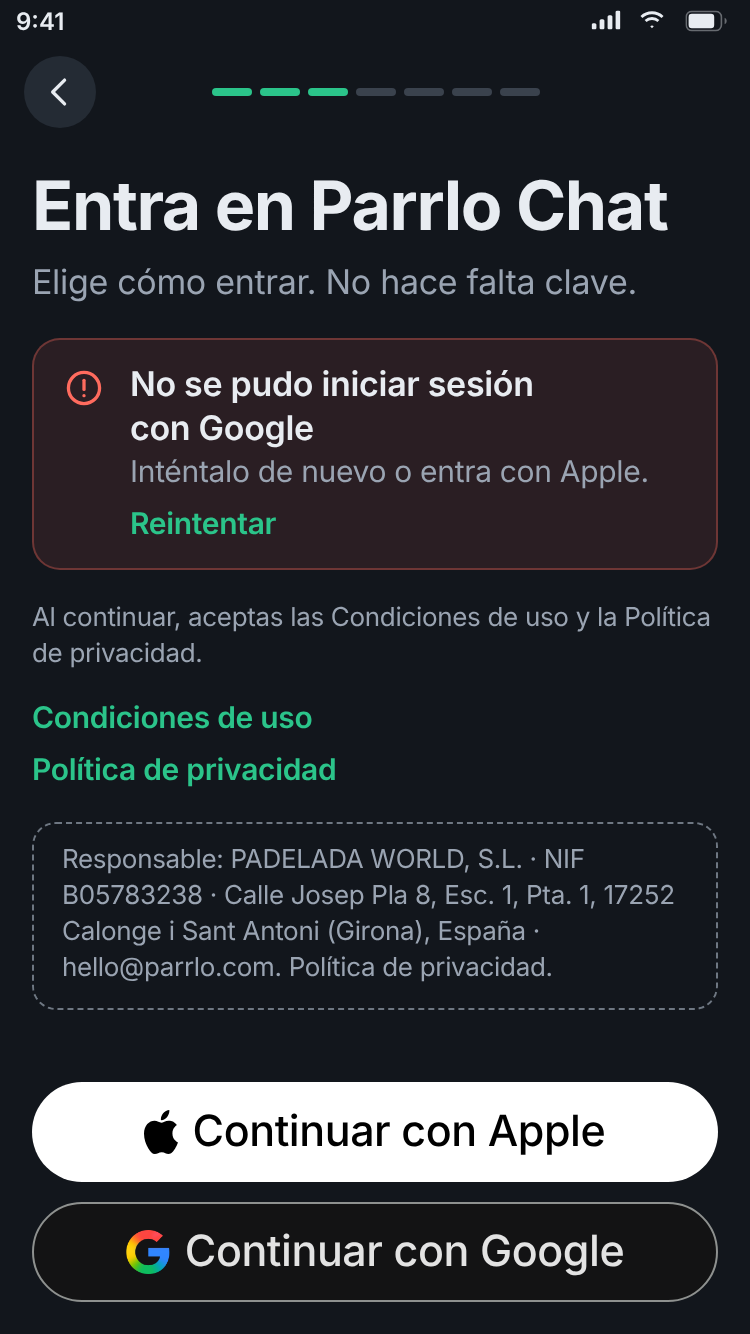 9:41
Entra en Parrlo Chat
Elige cómo entrar. No hace falta clave.
No se pudo iniciar sesión
con Google
Inténtalo de nuevo o entra con Apple.
Reintentar
Al continuar, aceptas las Condiciones de uso y la Política
de privacidad.
Condiciones de uso
Política de privacidad
Responsable: PADELADA WORLD, S.L. · NIF
B05783238 · Calle Josep Pla 8, Esc. 1, Pta. 1, 17252
Calonge i Sant Antoni (Girona), España ·
hello@parrlo.com. Política de privacidad.
Continuar con Apple
Continuar con Google